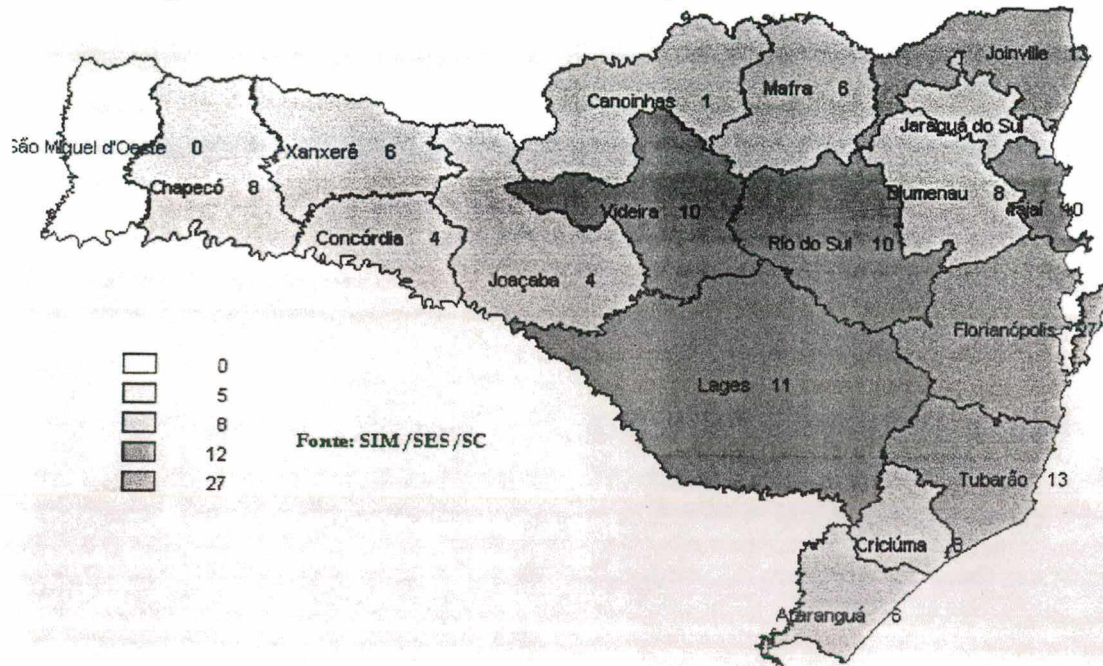 Joinville 13
Mafra 6
Canoinhas 1
Jaraguá do Sul
São Miguel d'Oeste 0
Xanxerê 6
Chapecó 8
Blumenau 8
Itajaí 10
Videira 10
Concórdia 4
Rio do Sul 10
Joaçaba 4
Florianópolis 27
Lages 11
0
5
8
12
27
Fonte: SIM/SES/SC
Tubarão 13
Criciúma
Araranguá 6